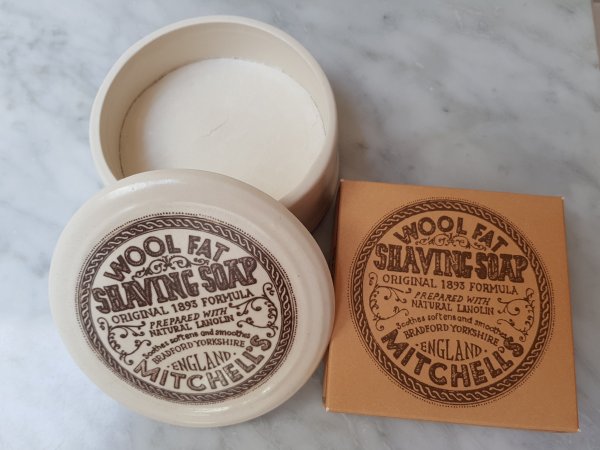 WOOL FAT
SHAVING SOAP
ORIGINAL 1893 FORMULA
PREPARED WITH
NATURAL LANOLIN
Soothes softens and smoothes
BRADFORD YORKSHIRE
·ENGLAND·
MITCHELL'S
WOOL FAT
SHAVING SOAP
ORIGINAL 1893 FORMULA
PREPARED WITH
NATURAL LANOLIN
Soothes softens and smoothes
BRADFORD YORKSHIRE
·ENGLAND·
MITCHELL'S